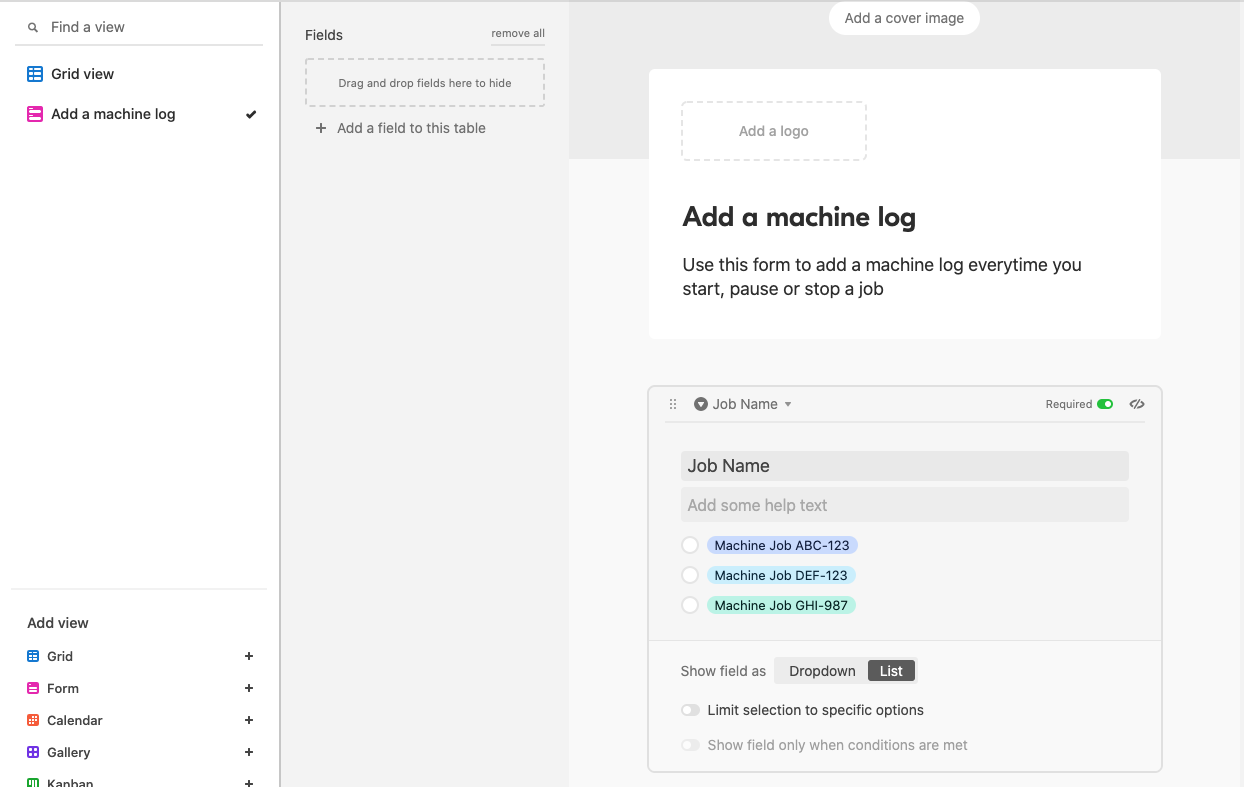 Find a view
Grid view
Add a machine log
Add view
Grid
Form
Calendar
Gallery
Kanban
Fields
remove all
Drag and drop fields here to hide
Add a field to this table
Add a cover image
Add a logo
Add a machine log
Use this form to add a machine log everytime you
start, pause or stop a job
Job Name
Required
Job Name
Add some help text
Machine Job ABC-123
Machine Job DEF-123
Machine Job GHI-987
Show field as
Dropdown
List
Limit selection to specific options
Show field only when conditions are met